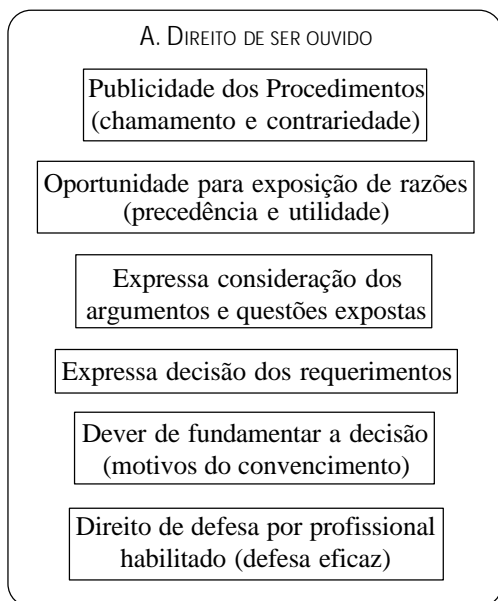 A. DIREITO DE SER OUVIDO
Publicidade dos Procedimentos
(chamamento e contrariedade)
Oportunidade para exposição de razões
(precedência e utilidade)
Expressa consideração dos
argumentos e questões expostas
Expressa decisão dos requerimentos
Dever de fundamentar a decisão
(motivos do convencimento)
Direito de defesa por profissional
habilitado (defesa eficaz)